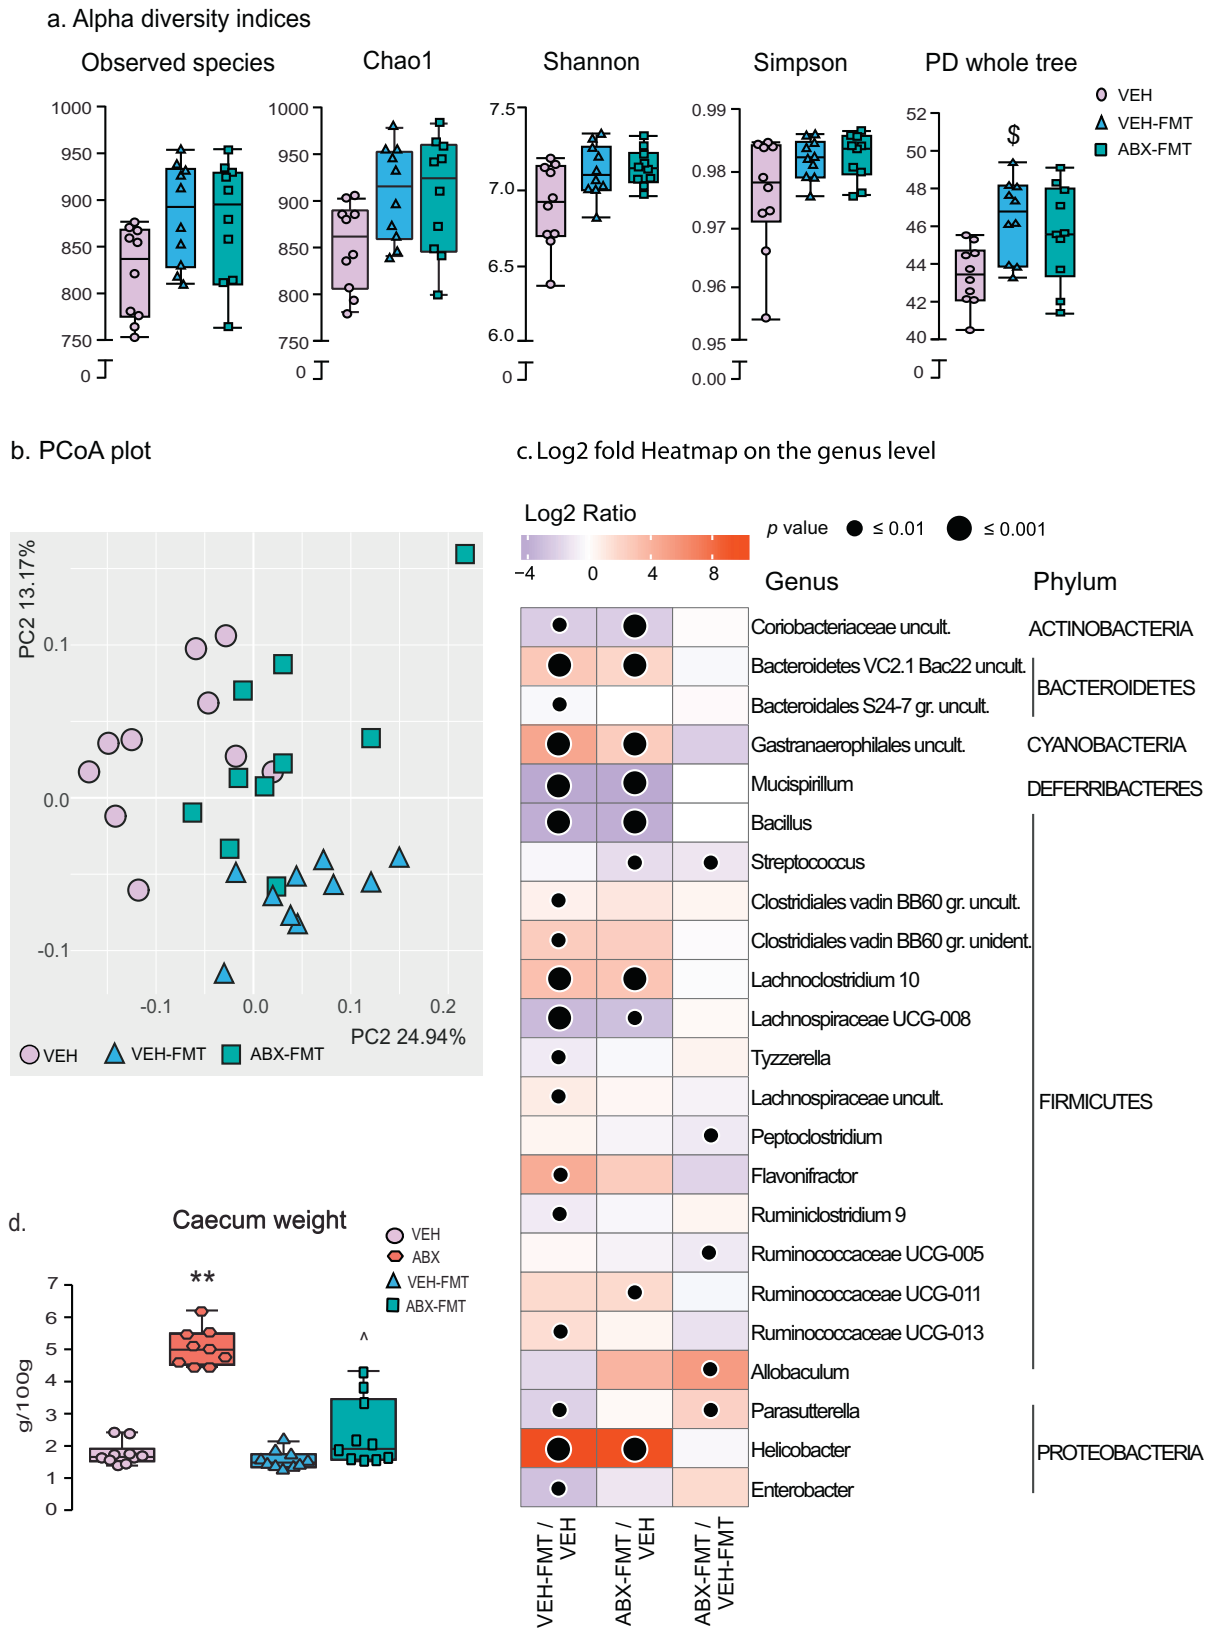 a. Alpha diversity indices
Observed species
Chao1
Shannon
Simpson
PD whole tree
VEH
VEH-FMT
ABX-FMT
1000
950
900
850
800
750
0
1000
950
900
850
800
750
0
7.5
7.0
6.5
6.0
0
0.99
0.98
0.97
0.96
0.95
0.00
52
50
48
46
44
42
40
0
$
b. PCoA plot
PC2 13.17%
0.1
0.0
-0.1
-0.1
0.0
0.1
0.2
PC2 24.94%
VEH
VEH-FMT
ABX-FMT
c. Log2 fold Heatmap on the genus level
Log2 Ratio
−4
0
4
8
p value
≤ 0.01
≤ 0.001
Genus
Phylum
Coriobacteriaceae uncult.
ACTINOBACTERIA
Bacteroidetes VC2.1 Bac22 uncult.
BACTEROIDETES
Bacteroidales S24-7 gr. uncult.
Gastranaerophilales uncult.
CYANOBACTERIA
Mucispirillum
DEFERRIBACTERES
Bacillus
Streptococcus
Clostridiales vadin BB60 gr. uncult.
Clostridiales vadin BB60 gr. unident.
Lachnoclostridium 10
Lachnospiraceae UCG-008
Tyzzerella
Lachnospiraceae uncult.
FIRMICUTES
Peptoclostridium
Flavonifractor
Ruminiclostridium 9
Ruminococcaceae UCG-005
Ruminococcaceae UCG-011
Ruminococcaceae UCG-013
Allobaculum
Parasutterella
Helicobacter
PROTEOBACTERIA
Enterobacter
VEH-FMT /
VEH
ABX-FMT /
VEH
ABX-FMT /
VEH-FMT
d.
Caecum weight
VEH
ABX
VEH-FMT
ABX-FMT
g/100g
7
6
5
4
3
2
1
0
**
^